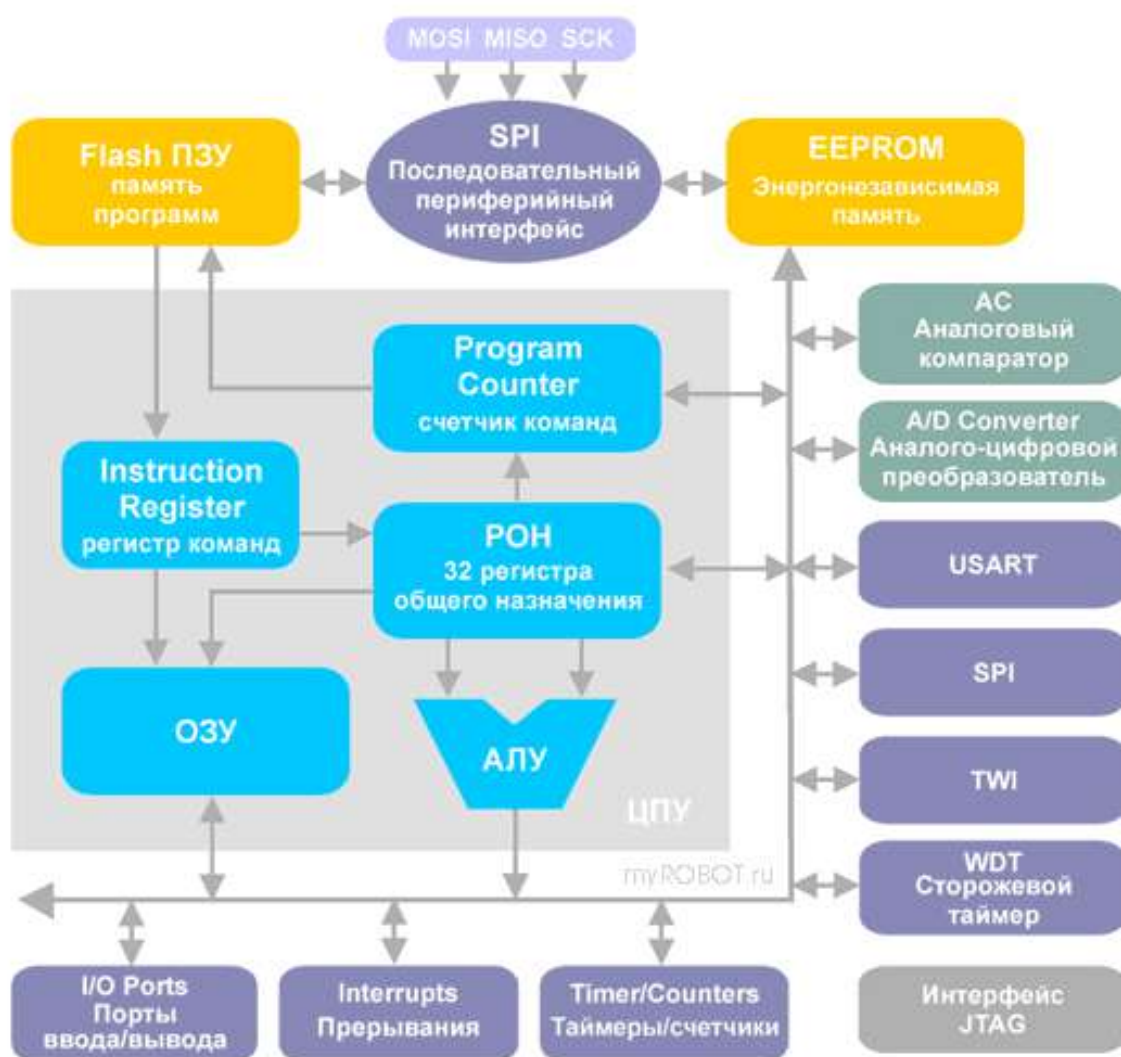 MOSI MISO SCK
Flash ПЗУ
память
программ
SPI
Последовательный
периферийный
интерфейс
EEPROM
Энергонезависимая
память
AC
Аналоговый
компаратор
Program
Counter
счетчик команд
A/D Converter
Аналого-цифровой
преобразователь
Instruction
Register
регистр команд
РОН
32 регистра
общего назначения
USART
SPI
ОЗУ
АЛУ
TWI
ЦПУ
myROBOT.ru
WDT
Сторожевой
таймер
I/O Ports
Порты
ввода/вывода
Interrupts
Прерывания
Timer/Counters
Таймеры/счетчики
Интерфейс
JTAG